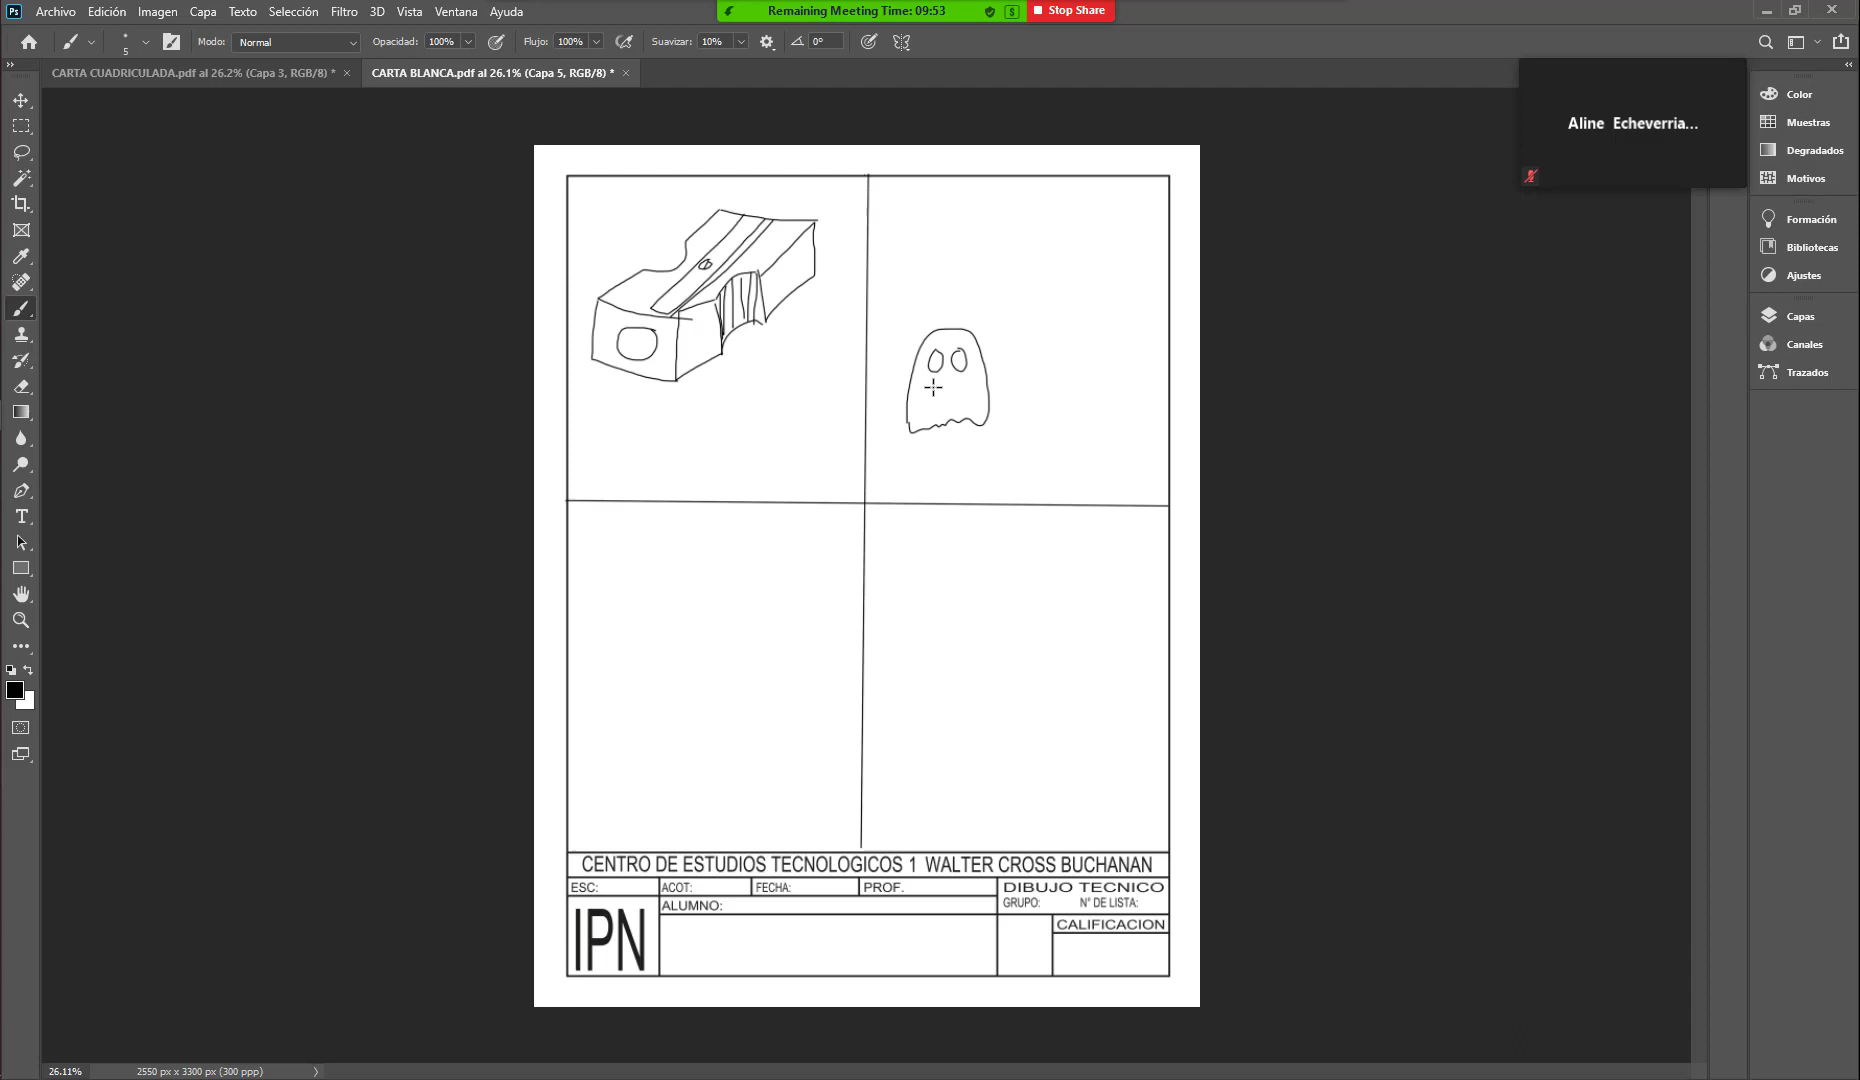 Ps Archivo Edición Imagen Capa Texto Selección Filtro 3D Vista Ventana Ayuda
Remaining Meeting Time: 09:53 Stop Share
5 Modo: Normal Opacidad: 100% Flujo: 100% Suavizar: 10% 0°
CARTA CUADRICULADA.pdf al 26.2% (Capa 3, RGB/8) * × CARTA BLANCA.pdf al 26.1% (Capa 5, RGB/8) * ×
Aline Echeverria...
Color
Muestras
Degradados
Motivos
Formación
Bibliotecas
Ajustes
Capas
Canales
Trazados
CENTRO DE ESTUDIOS TECNOLOGICOS 1 WALTER CROSS BUCHANAN
ESC: ACOT: FECHA: PROF. DIBUJO TECNICO
ALUMNO: GRUPO: N° DE LISTA:
IPN CALIFICACION
26.11% 2550 px x 3300 px (300 ppp)